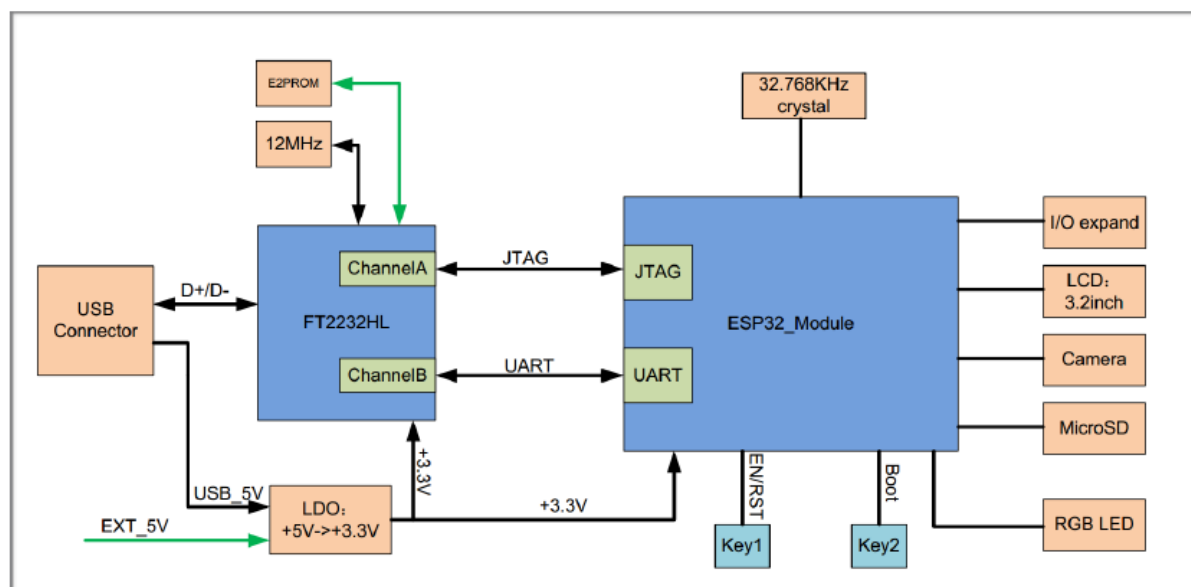 E2PROM
12MHz
32.768KHz
crystal
I/O expand
ChannelA
JTAG
JTAG
LCD：
3.2inch
USB
Connector
D+/D-
FT2232HL
ESP32_Module
Camera
ChannelB
UART
UART
MicroSD
+3.3V
EN/RST
Boot
USB_5V
LDO：
+5V->+3.3V
+3.3V
EXT_5V
Key1
Key2
RGB LED